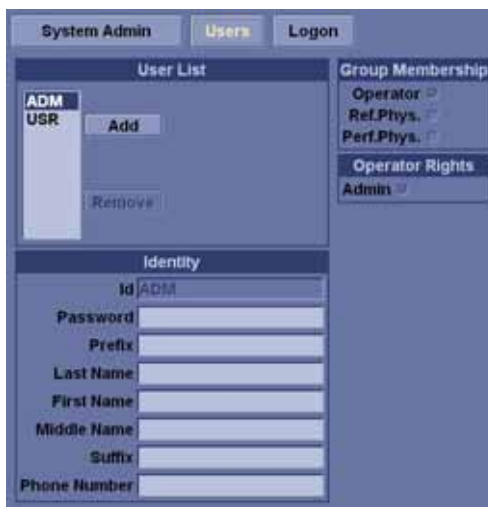 System Admin Users Logon
User List
ADM
USR
Add
Remove
Group Membership
Operator
Ref.Phys.
Perf.Phys.
Operator Rights
Admin
Identity
Id ADM
Password
Prefix
Last Name
First Name
Middle Name
Suffix
Phone Number